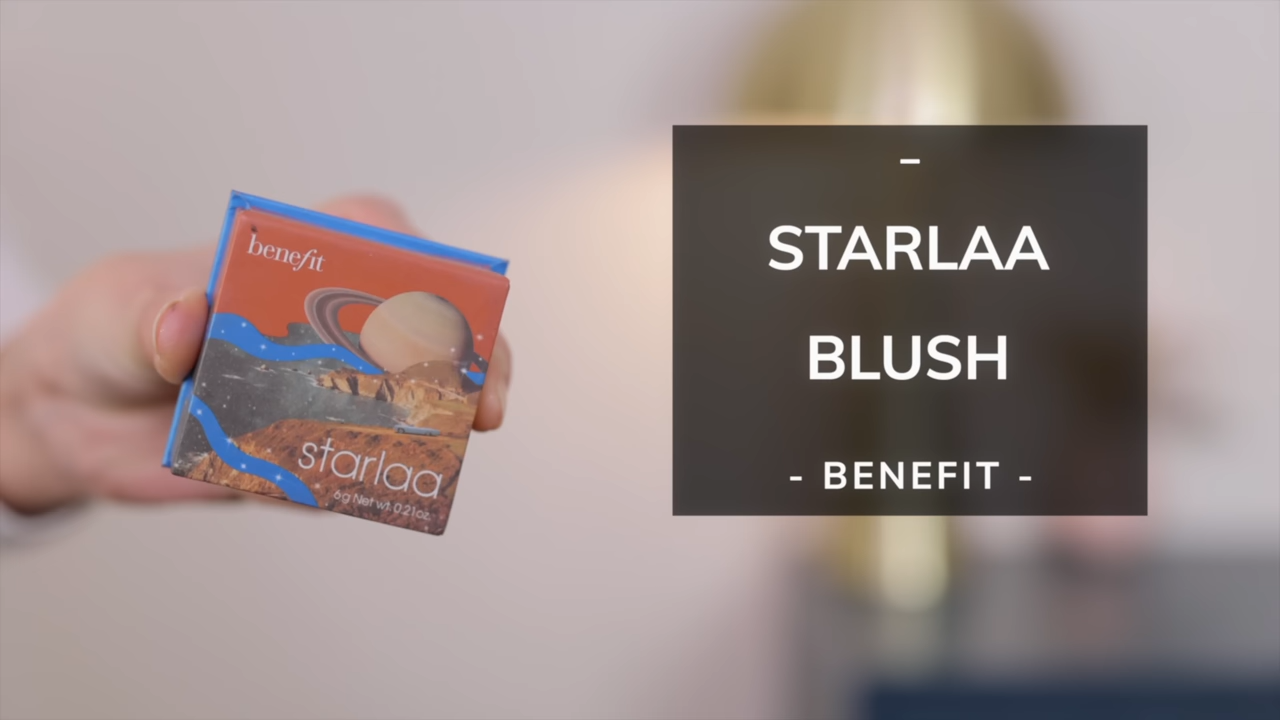 benefit
starlaa
6g Net wt. 0.21oz.
–
STARLAA
BLUSH
- BENEFIT -